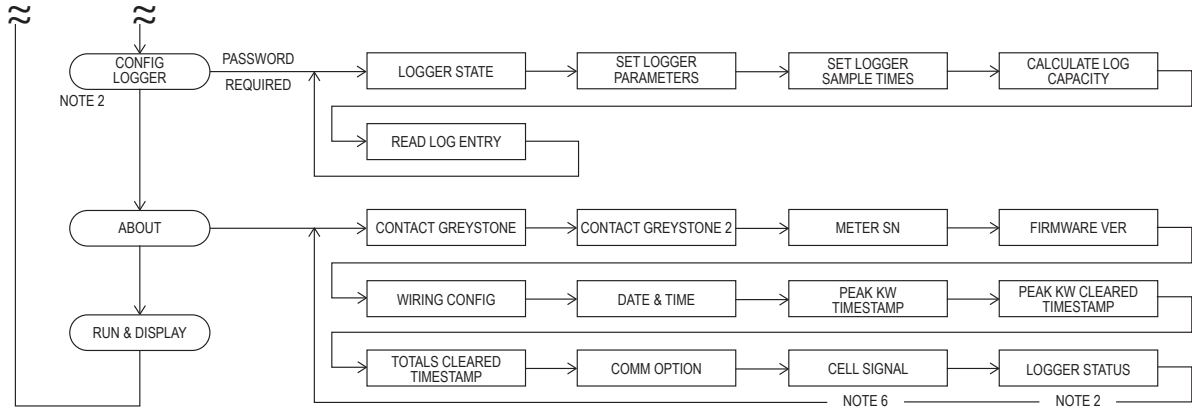 CONFIG
LOGGER
NOTE 2
PASSWORD
REQUIRED
LOGGER STATE
SET LOGGER
PARAMETERS
SET LOGGER
SAMPLE TIMES
CALCULATE LOG
CAPACITY
READ LOG ENTRY
ABOUT
CONTACT GREYSTONE
CONTACT GREYSTONE 2
METER SN
FIRMWARE VER
WIRING CONFIG
DATE & TIME
PEAK KW
TIMESTAMP
PEAK KW CLEARED
TIMESTAMP
RUN & DISPLAY
TOTALS CLEARED
TIMESTAMP
COMM OPTION
CELL SIGNAL
LOGGER STATUS
NOTE 6
NOTE 2